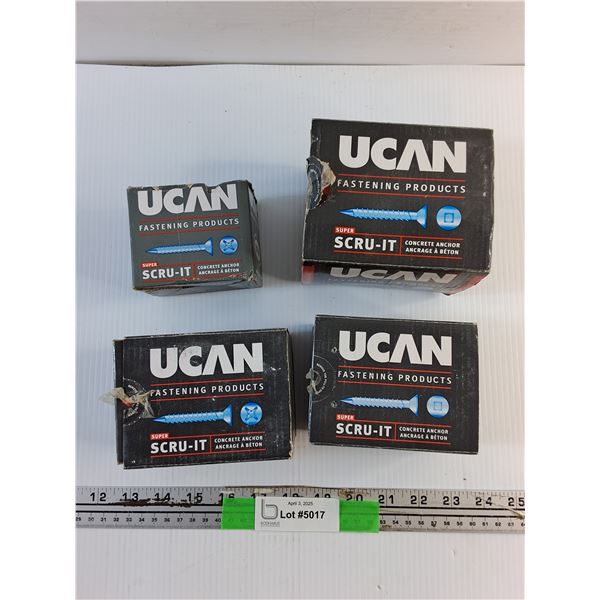 UCAN
FASTENING PRODUCTS
SUPER
SCRU-IT
CONCRETE ANCHOR
ANCRAGE À BÉTON
UCAN
FASTENING PRODUCTS
SUPER
SCRU-IT
CONCRETE ANCHOR
ANCRAGE À BÉTON
UCAN
UCAN
FASTENING PRODUCTS
SUPER
SCRU-IT
CONCRETE ANCHOR
ANCRAGE À BÉTON
UCAN
FASTENING PRODUCTS
SUPER
SCRU-IT
CONCRETE ANCHOR
ANCRAGE À BÉTON
12 13 14 15 16 17 18 19 20 21 22 23 24 25
April 3, 2025
Lot #5017